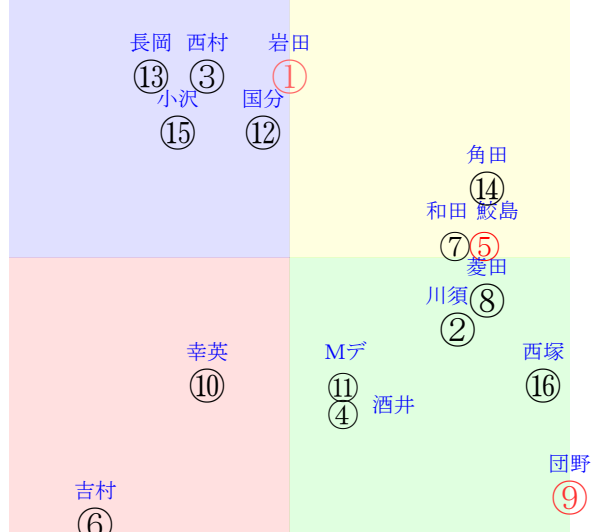 長岡 西村 岩田
⑬ ③ ①
小沢 国分
⑮ ⑫
角田
⑭
和田 鮫島
⑦ ⑤
菱田
川須 ⑧
②
幸英 Mデ 西塚
⑩ ⑪ ⑯
④ 酒井
団野
⑨
吉村
⑥